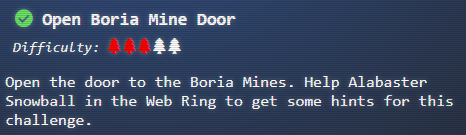 Open Boria Mine Door
Difficulty:
Open the door to the Boria Mines. Help Alabaster
Snowball in the Web Ring to get some hints for this
challenge.